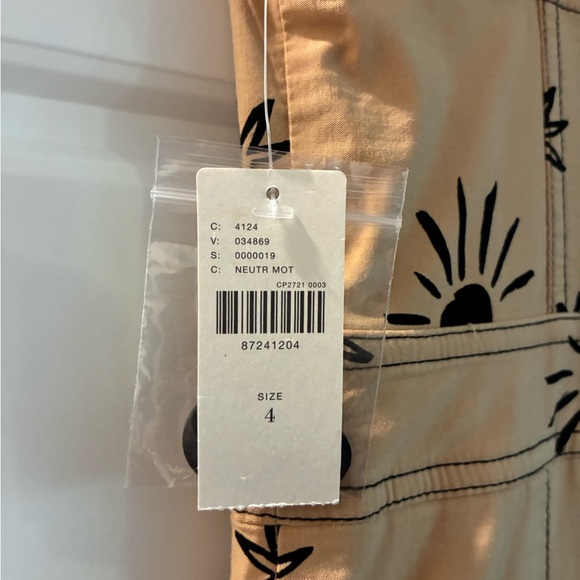 C: 4124
V: 034869
S: 0000019
C: NEUTR MOT
CP2721 0003
87241204
SIZE
4